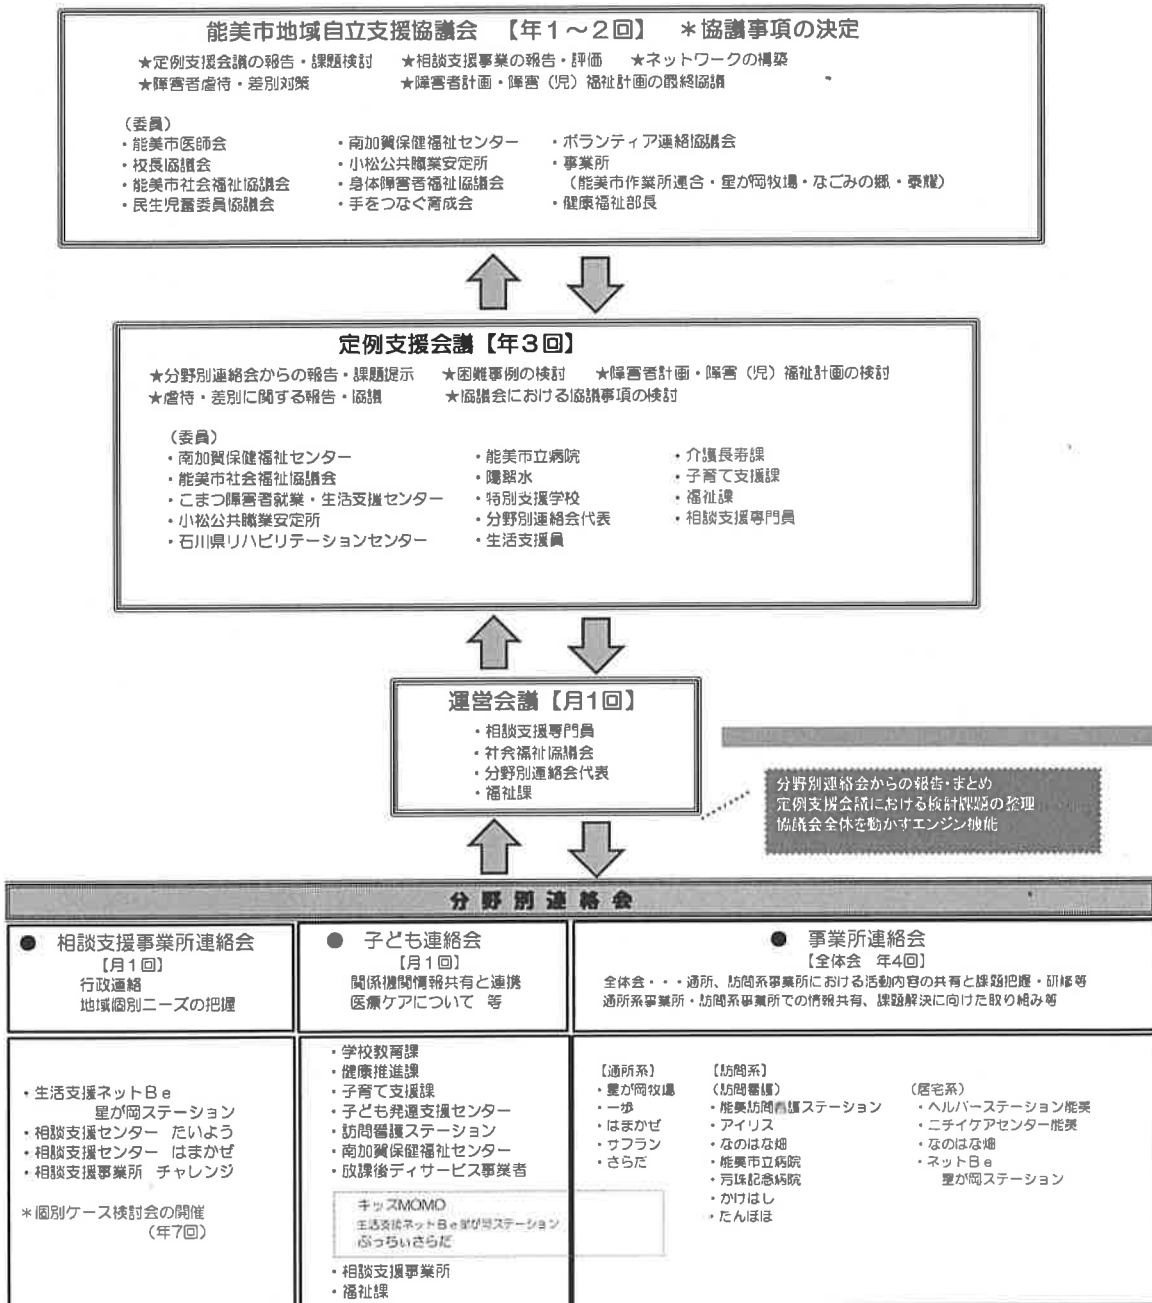 能美市地域自立支援協議会 【年１～２回】 ＊協議事項の決定
★定例支援会議の報告・課題検討 ★相談支援事業の報告・評価 ★ネットワークの構築
★障害者虐待・差別対策 ★障害者計画・障害（児）福祉計画の最終協議
（委員）
・能美市医師会 ・南加賀保健福祉センター ・ボランティア連絡協議会
・校長協議会 ・小松公共職業安定所 ・事業所
・能美市社会福祉協議会 ・身体障害者福祉協議会 （能美市作業所連合・星が岡牧場・なごみの郷・泰耀）
・民生児童委員協議会 ・手をつなぐ育成会 ・健康福祉部長
定例支援会議【年３回】
★分野別連絡会からの報告・課題提示 ★困難事例の検討 ★障害者計画・障害（児）福祉計画の検討
★虐待・差別に関する報告・協議 ★協議会における協議事項の検討
（委員）
・南加賀保健福祉センター ・能美市立病院 ・介護長寿課
・能美市社会福祉協議会 ・陽翠水 ・子育て支援課
・こまつ障害者就業・生活支援センター ・特別支援学校 ・福祉課
・小松公共職業安定所 ・分野別連絡会代表 ・相談支援専門員
・石川県リハビリテーションセンター ・生活支援員
運営会議【月1回】
・相談支援専門員
・社会福祉協議会
・分野別連絡会代表
・福祉課
分野別連絡会からの報告・まとめ
定例支援会議における検討課題の整理
協議会全体を動かすエンジン機能
分野別連絡会
● 相談支援事業所連絡会
【月1回】
行政連絡
地域個別ニーズの把握
● 子ども連絡会
【月1回】
関係機関情報共有と連携
医療ケアについて 等
● 事業所連絡会
【全体会 年4回】
全体会・・・通所、訪問系事業所における活動内容の共有と課題把握・研修等
通所系事業所・訪問系事業所での情報共有、課題解決に向けた取り組み等
・生活支援ネットＢｅ
星が岡ステーション
・相談支援センター たいよう
・相談支援センター はまかぜ
・相談支援事業所 チャレンジ
＊個別ケース検討会の開催
（年7回）
・学校教育課
・健康推進課
・子育て支援課
・子ども発達支援センター
・訪問看護ステーション
・南加賀保健福祉センター
・放課後ディサービス事業者
キッズMOMO
生活支援ネットＢｅ星が岡ステーション
ぷっちぃさらだ
・相談支援事業所
・福祉課
【通所系】
・星が岡牧場
・一歩
・はまかぜ
・サフラン
・さらだ
【訪問系】
（訪問看護）
・能美訪問看護ステーション
・アイリス
・なのはな畑
・能美市立病院
・芳珠記念病院
・かけはし
・たんぽぽ
（居宅系）
・ヘルパーステーション能美
・ニチイケアセンター能美
・なのはな畑
・ネットＢｅ
星が岡ステーション